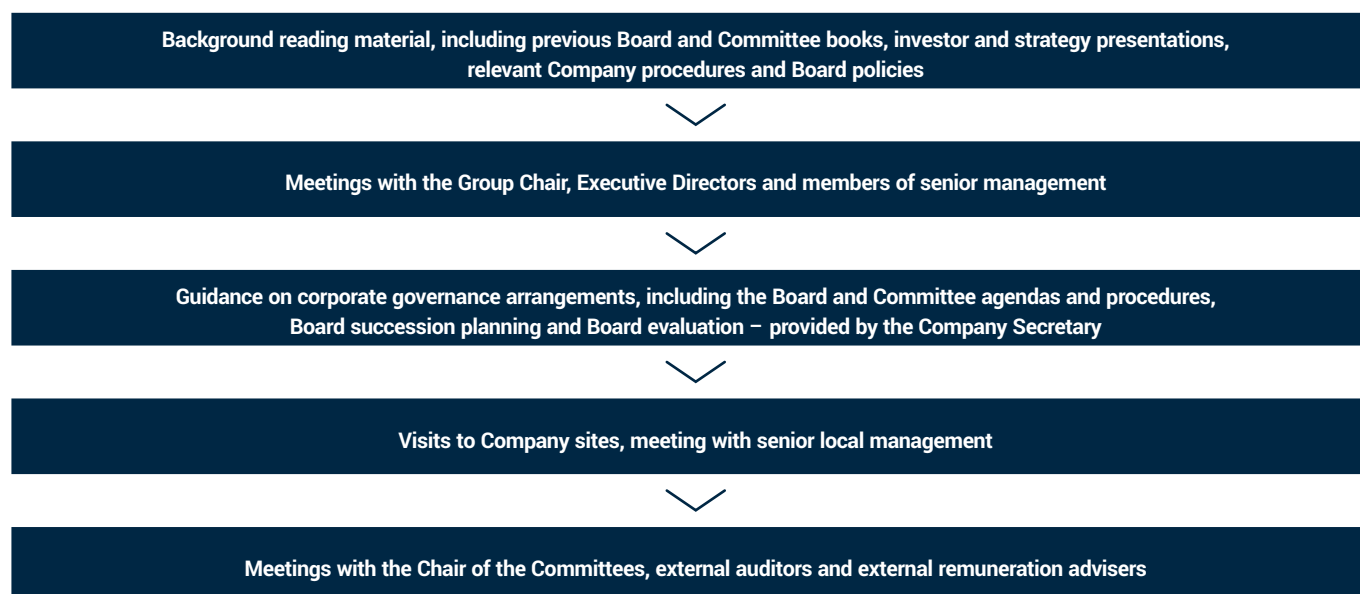 Background reading material, including previous Board and Committee books, investor and strategy presentations,
relevant Company procedures and Board policies
Meetings with the Group Chair, Executive Directors and members of senior management
Guidance on corporate governance arrangements, including the Board and Committee agendas and procedures,
Board succession planning and Board evaluation – provided by the Company Secretary
Visits to Company sites, meeting with senior local management
Meetings with the Chair of the Committees, external auditors and external remuneration advisers